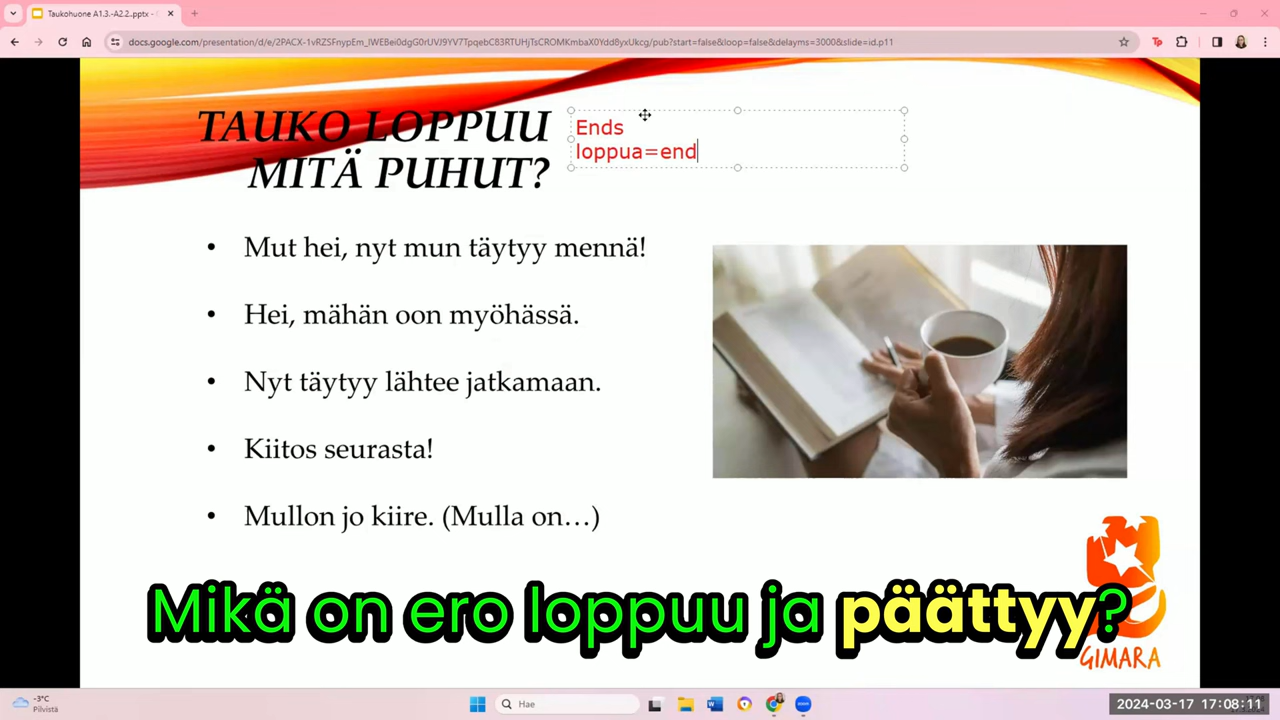 Taukohuone A1.3.-A2.2..pptx -
docs.google.com/presentation/d/e/2PACX-1vRZSFnypEm_IWEBei0dgG0rUVJ9YV7TpqebC83RTUHjTsCROMKmbaX0Ydd8yxUkcg/pub?start=false&loop=false&delayms=3000&slide=id.p11
TAUKO LOPPUU
MITÄ PUHUT?
Ends
loppua=end
• Mut hei, nyt mun täytyy mennä!
• Hei, mähän oon myöhässä.
• Nyt täytyy lähtee jatkamaan.
• Kiitos seurasta!
• Mullon jo kiire. (Mulla on…)
Mikä on ero loppuu ja päättyy?
GIMARA
-3°C
Pilvistä
Hae
2024-03-17 17:08:11